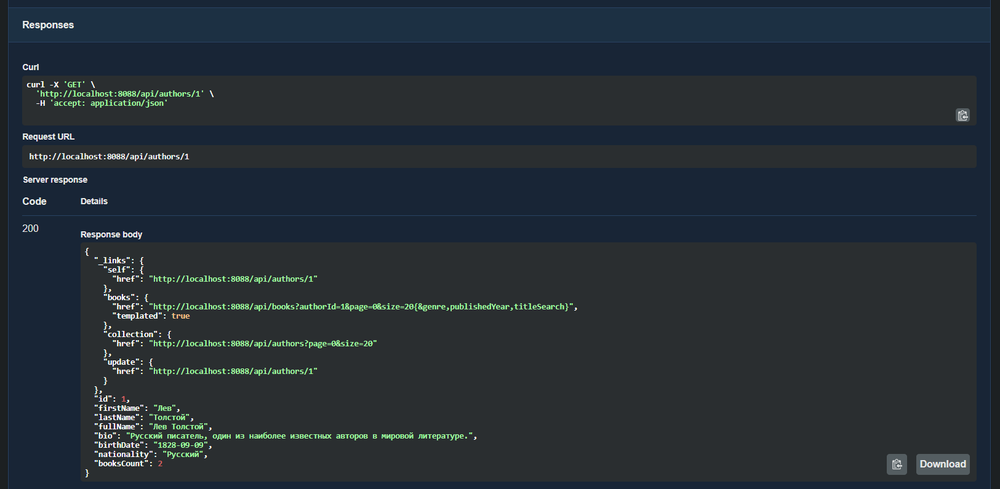 Responses
Curl
curl -X 'GET' \
  'http://localhost:8088/api/authors/1' \
  -H 'accept: application/json'
Request URL
http://localhost:8088/api/authors/1
Server response
Code Details
200
Response body
{
  "_links": {
    "self": {
      "href": "http://localhost:8088/api/authors/1"
    },
    "books": {
      "href": "http://localhost:8088/api/books?authorId=1&page=0&size=20{&genre,publishedYear,titleSearch}",
      "templated": true
    },
    "collection": {
      "href": "http://localhost:8088/api/authors?page=0&size=20"
    },
    "update": {
      "href": "http://localhost:8088/api/authors/1"
    }
  },
  "id": 1,
  "firstName": "Лев",
  "lastName": "Толстой",
  "fullName": "Лев Толстой",
  "bio": "Русский писатель, один из наиболее известных авторов в мировой литературе.",
  "birthDate": "1828-09-09",
  "nationality": "Русский",
  "booksCount": 2
}
Download